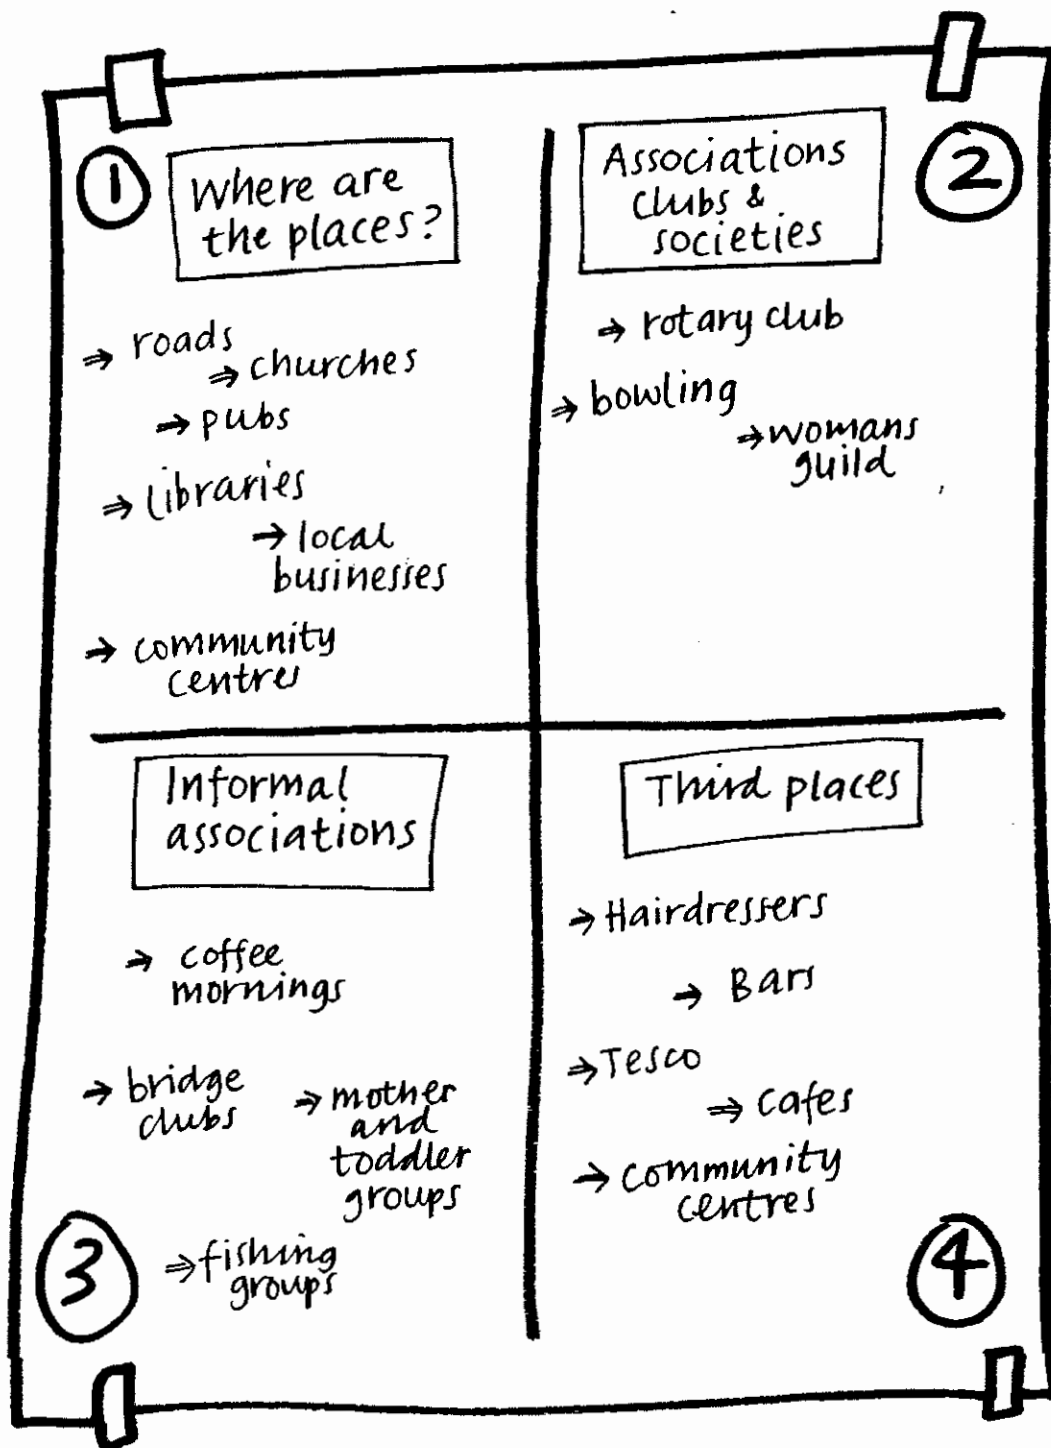 1
Where are
the places?
→ roads
→ churches
→ pubs
→ libraries
→ local
businesses
→ community
centres
2
Associations
clubs &
societies
→ rotary club
→ bowling
→ womans
guild
3
Informal
associations
→ coffee
mornings
→ bridge
clubs
→ mother
and
toddler
groups
→ fishing
groups
4
Third places
→ Hairdressers
→ Bars
→ Tesco
→ cafes
→ community
centres